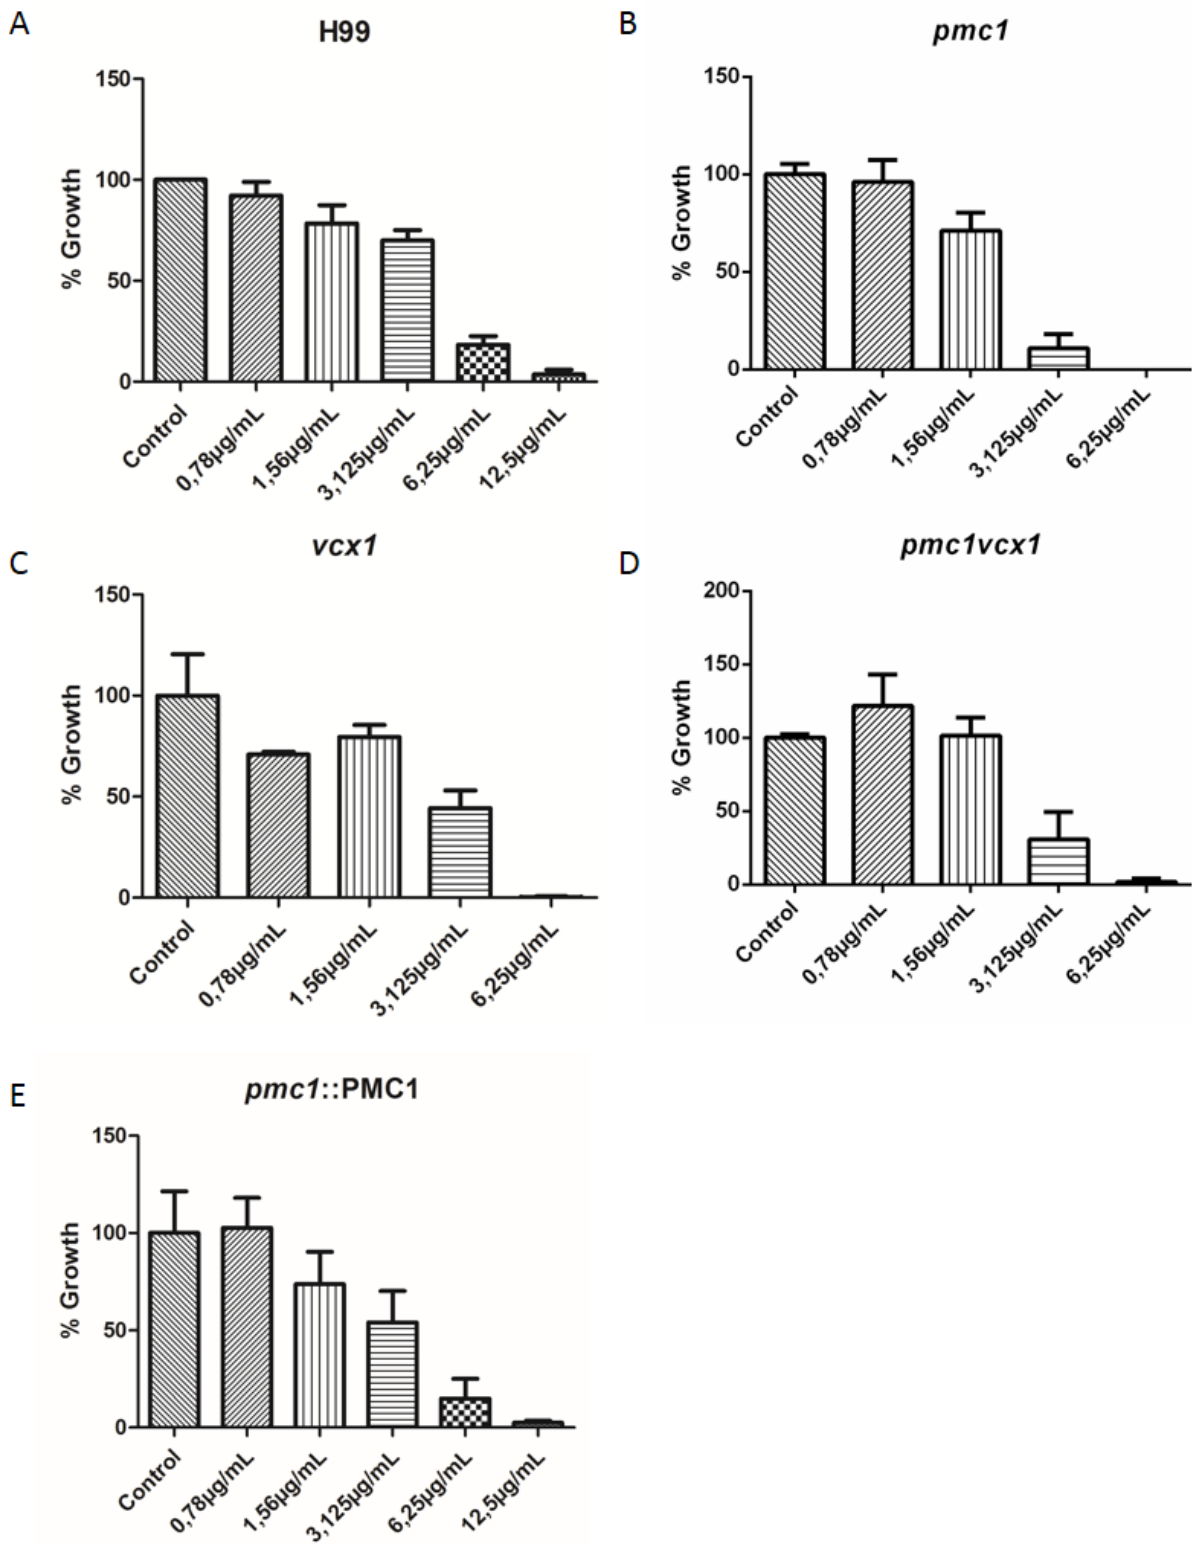 A
H99
% Growth
150
100
50
0
Control
0,78µg/mL
1,56µg/mL
3,125µg/mL
6,25µg/mL
12,5µg/mL
B
pmc1
% Growth
150
100
50
0
Control
0,78µg/mL
1,56µg/mL
3,125µg/mL
6,25µg/mL
C
vcx1
% Growth
150
100
50
0
Control
0,78µg/mL
1,56µg/mL
3,125µg/mL
6,25µg/mL
D
pmc1vcx1
% Growth
200
150
100
50
0
Control
0,78µg/mL
1,56µg/mL
3,125µg/mL
6,25µg/mL
E
pmc1::PMC1
% Growth
150
100
50
0
Control
0,78µg/mL
1,56µg/mL
3,125µg/mL
6,25µg/mL
12,5µg/mL